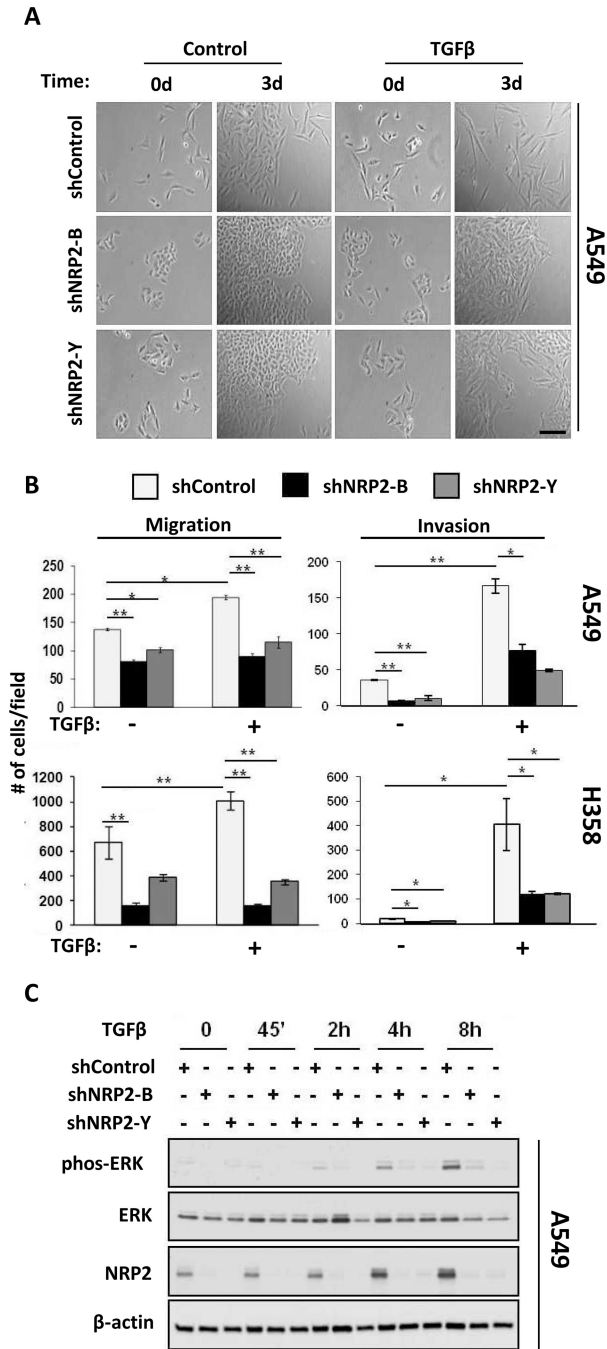 A
Control TGFβ
Time: 0d 3d 0d 3d
shControl
shNRP2-B
shNRP2-Y
A549
B
shControl shNRP2-B shNRP2-Y
Migration Invasion
# of cells/field
250
200
150
100
50
0
** ** * **
*
TGFβ: - +
200
150
100
50
0
* ** **
**
- +
A549
1200
1000
800
600
400
200
0
** ** **
**
TGFβ: - +
600
500
400
300
200
100
0
* * *
* *
- +
H358
C
TGFβ 0 45' 2h 4h 8h
shControl + - - + - - + - - + - - + - -
shNRP2-B - + - - + - - + - - + - - + -
shNRP2-Y - - + - - + - - + - - + - - +
phos-ERK
ERK
NRP2
β-actin
A549